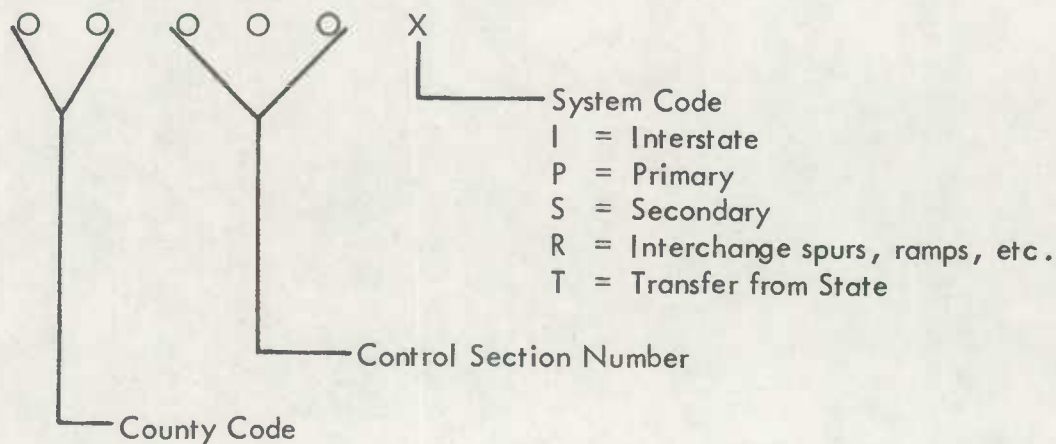 O O O O O X
System Code
I = Interstate
P = Primary
S = Secondary
R = Interchange spurs, ramps, etc.
T = Transfer from State
Control Section Number
County Code